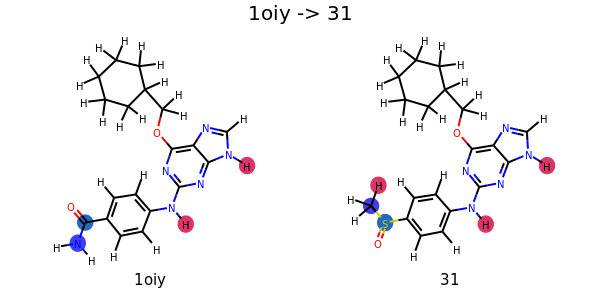 1oiy -> 31
H H H H H H H H H H H H H
O N N H N N N H
O N H H H H H N H H
1oiy
H H H H H H H H H H H H H
O N N H N N N H
H H H S O H H H H N H
31